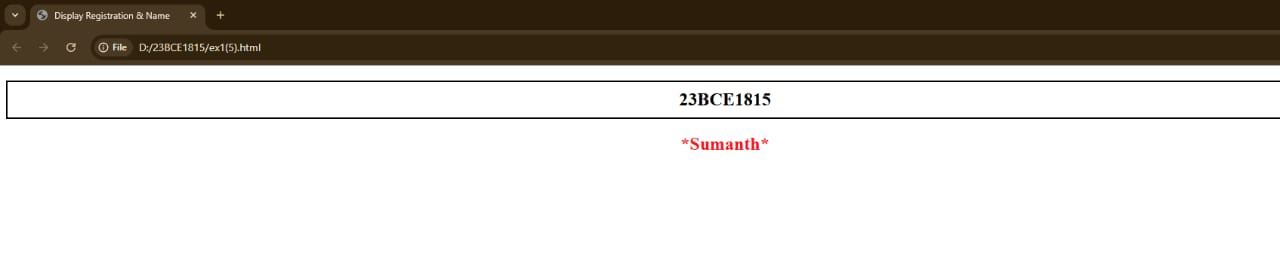 Display Registration & Name
File D:/23BCE1815/ex1(5).html
23BCE1815
*Sumanth*